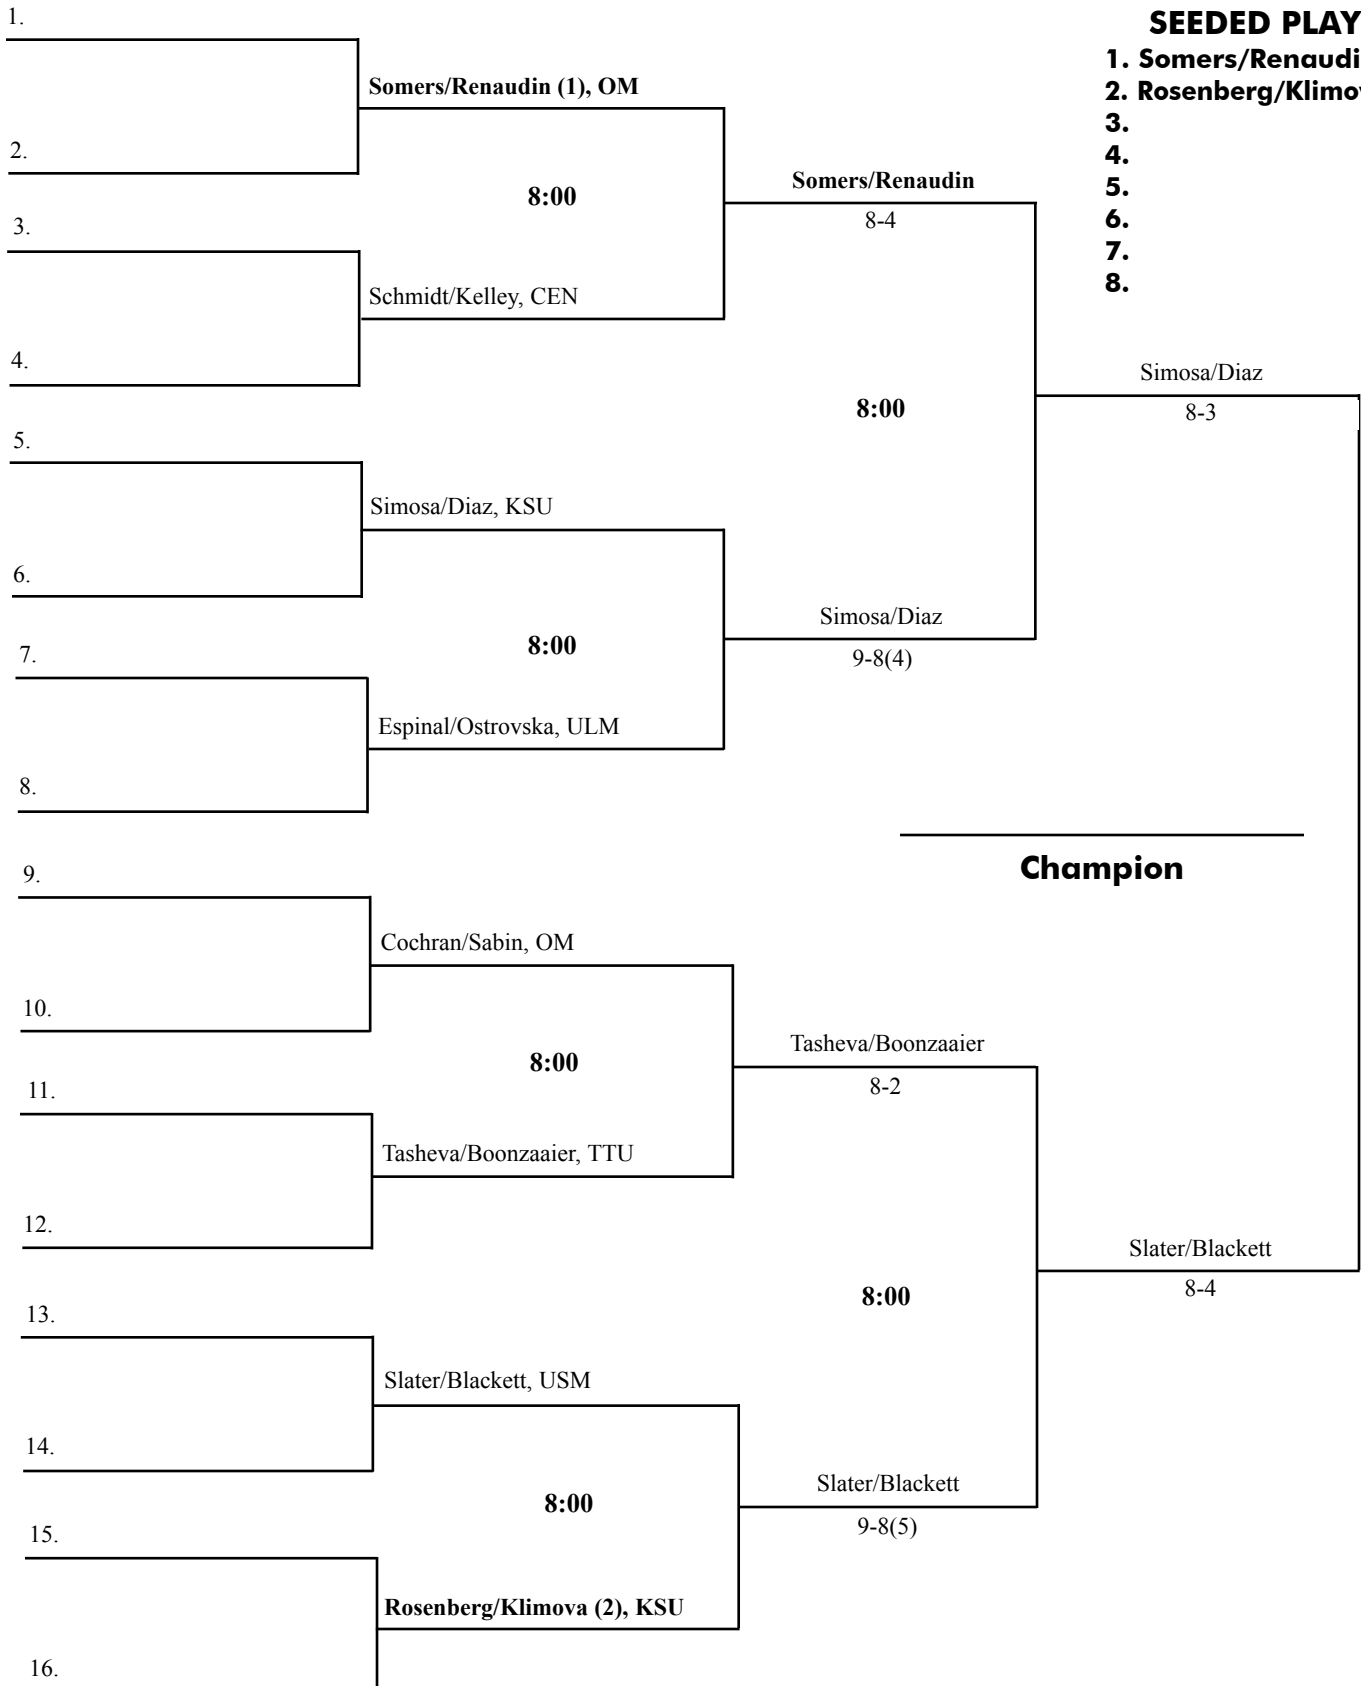 1.
SEEDED PLAY
1. Somers/Renaudi
2. Rosenberg/Klimov
3.
4.
5.
6.
7.
8.
Somers/Renaudin (1), OM
2.
8:00
Somers/Renaudin
8-4
3.
Schmidt/Kelley, CEN
4.
Simosa/Diaz
8-3
8:00
5.
Simosa/Diaz, KSU
6.
8:00
Simosa/Diaz
9-8(4)
7.
Espinal/Ostrovska, ULM
8.
Champion
9.
Cochran/Sabin, OM
10.
8:00
Tasheva/Boonzaaier
8-2
11.
Tasheva/Boonzaaier, TTU
12.
Slater/Blackett
8-4
8:00
13.
Slater/Blackett, USM
14.
8:00
Slater/Blackett
9-8(5)
15.
Rosenberg/Klimova (2), KSU
16.